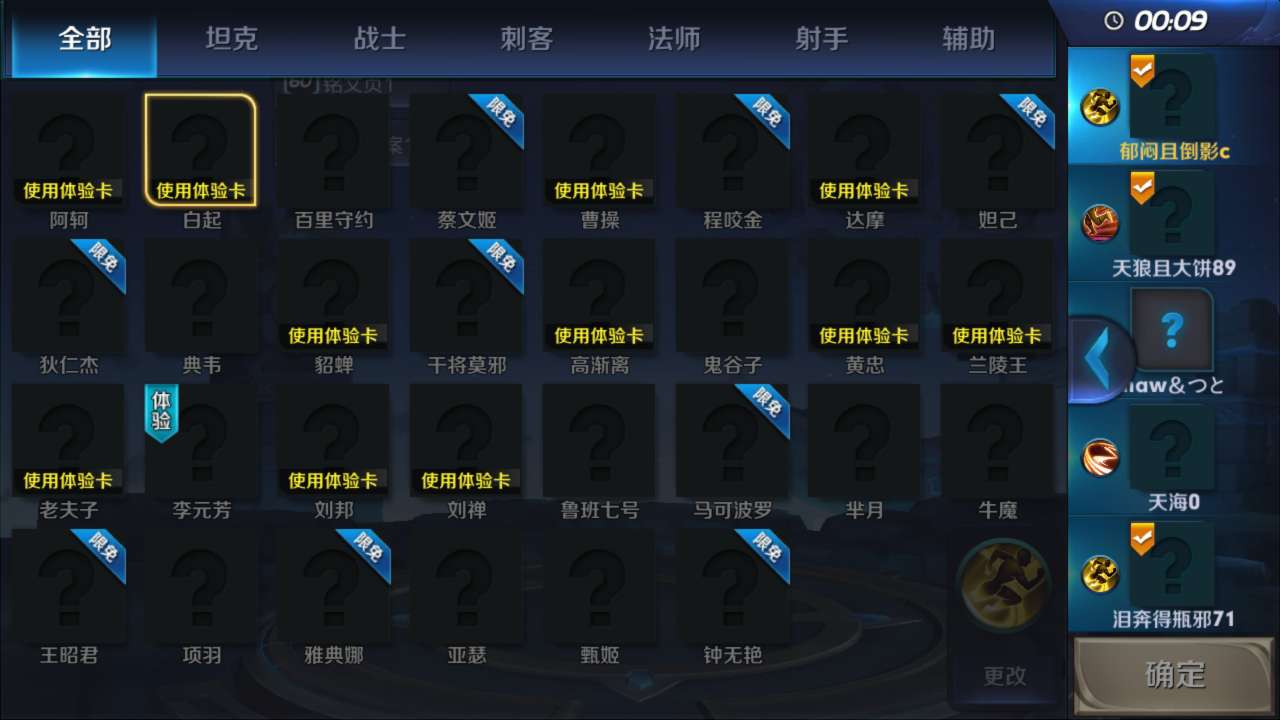 全部 坦克 战士 刺客 法师 射手 辅助
00:09
限免 限免 限免
使用体验卡 使用体验卡 使用体验卡 使用体验卡
阿轲 白起 百里守约 蔡文姬 曹操 程咬金 达摩 妲己
限免 限免
使用体验卡 使用体验卡 使用体验卡 使用体验卡
狄仁杰 典韦 貂蝉 干将莫邪 高渐离 鬼谷子 黄忠 兰陵王
体验 限免
使用体验卡 使用体验卡 使用体验卡
老夫子 李元芳 刘邦 刘禅 鲁班七号 马可波罗 芈月 牛魔
限免 限免 限免
王昭君 项羽 雅典娜 亚瑟 甄姬 钟无艳
更改
郁闷且倒影c
天狼且大饼89
aw&つと
天海0
泪奔得瓶邪71
确定